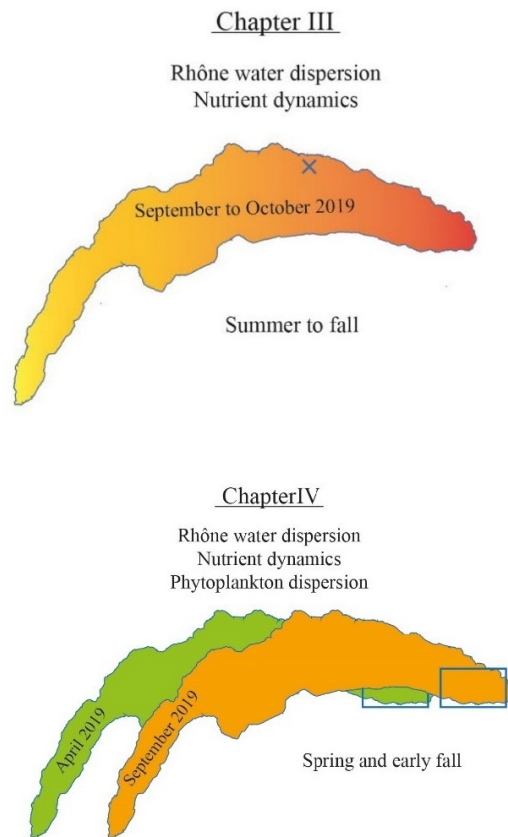 Chapter III
Rhône water dispersion
Nutrient dynamics
September to October 2019
Summer to fall
ChapterIV
Rhône water dispersion
Nutrient dynamics
Phytoplankton dispersion
April 2019
September 2019
Spring and early fall